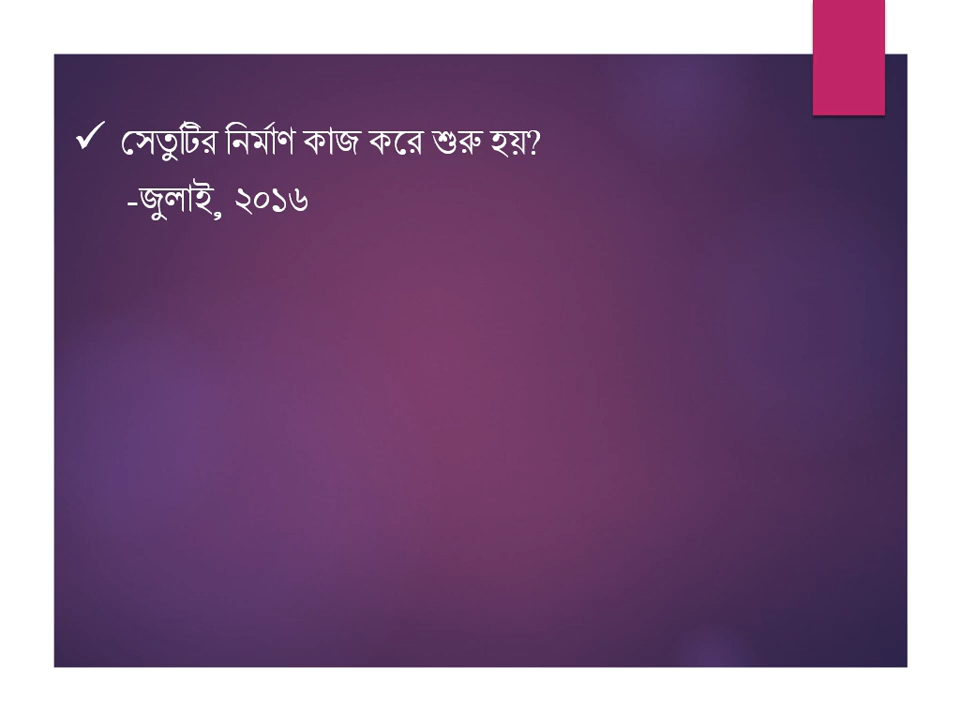 ✓ সেতুটির নির্মাণ কাজ করে শুরু হয়?
-জুলাই, ২০১৬